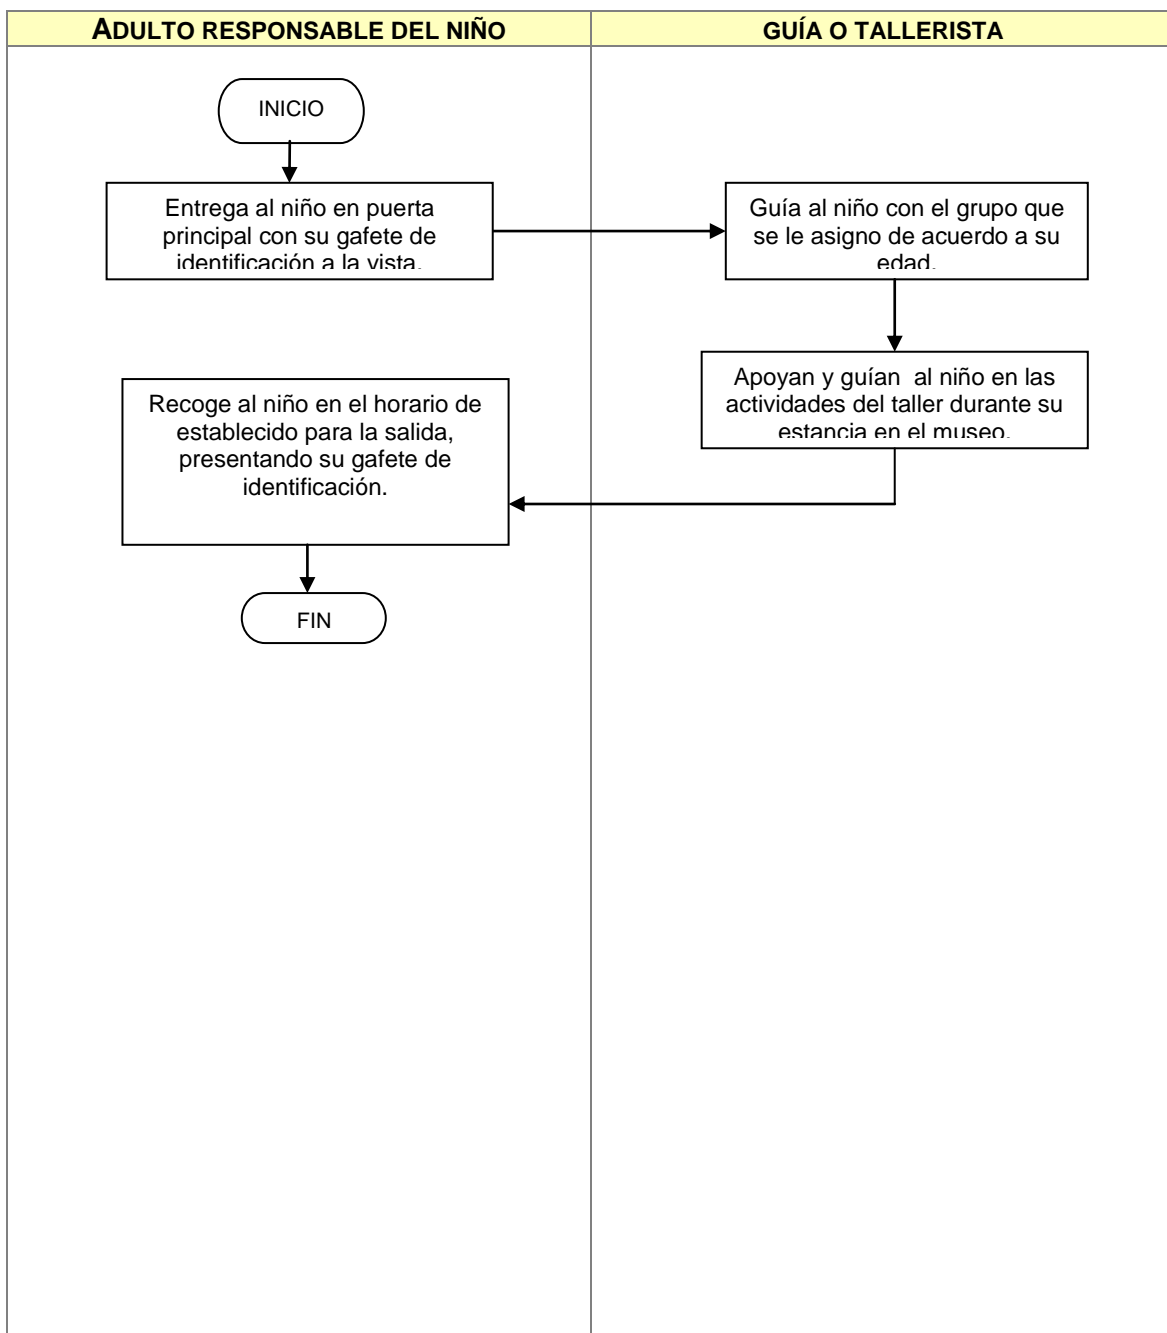 ADULTO RESPONSABLE DEL NIÑO
GUÍA O TALLERISTA
INICIO
Entrega al niño en puerta
principal con su gafete de
identificación a la vista.
Guía al niño con el grupo que
se le asigno de acuerdo a su
edad.
Apoyan y guían  al niño en las
actividades del taller durante su
estancia en el museo.
Recoge al niño en el horario de
establecido para la salida,
presentando su gafete de
identificación.
FIN